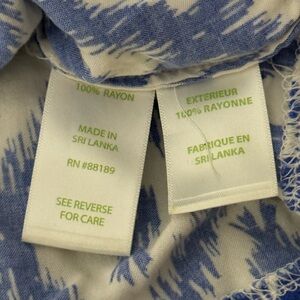 100% RAYON
MADE IN
SRI LANKA
RN #88189
SEE REVERSE
FOR CARE
EXTERIEUR
100% RAYONNE
FABRIQUE EN
SRI LANKA